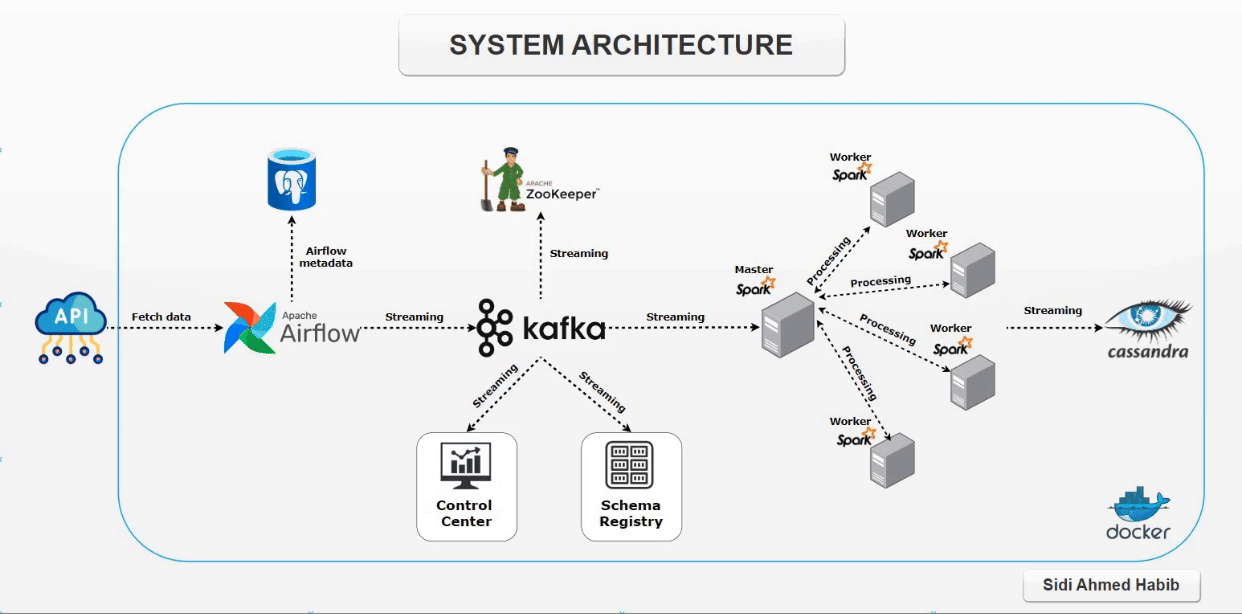 SYSTEM ARCHITECTURE
API
Fetch data
Airflow
metadata
Apache
Airflow
Streaming
APACHE
ZooKeeper™
Streaming
kafka
Streaming
Streaming
Streaming
Control
Center
Schema
Registry
Master
Spark
Processing
Processing
Processing
Processing
Worker
Spark
Worker
Spark
Worker
Spark
Worker
Spark
Streaming
cassandra
docker
Sidi Ahmed Habib